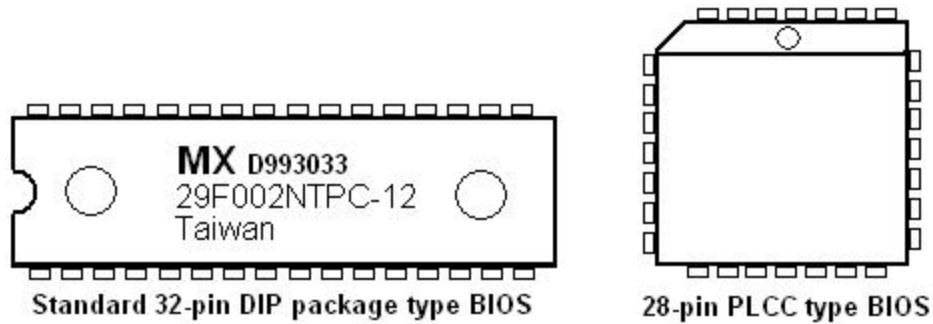 MX D993033
29F002NTPC-12
Taiwan
Standard 32-pin DIP package type BIOS
28-pin PLCC type BIOS